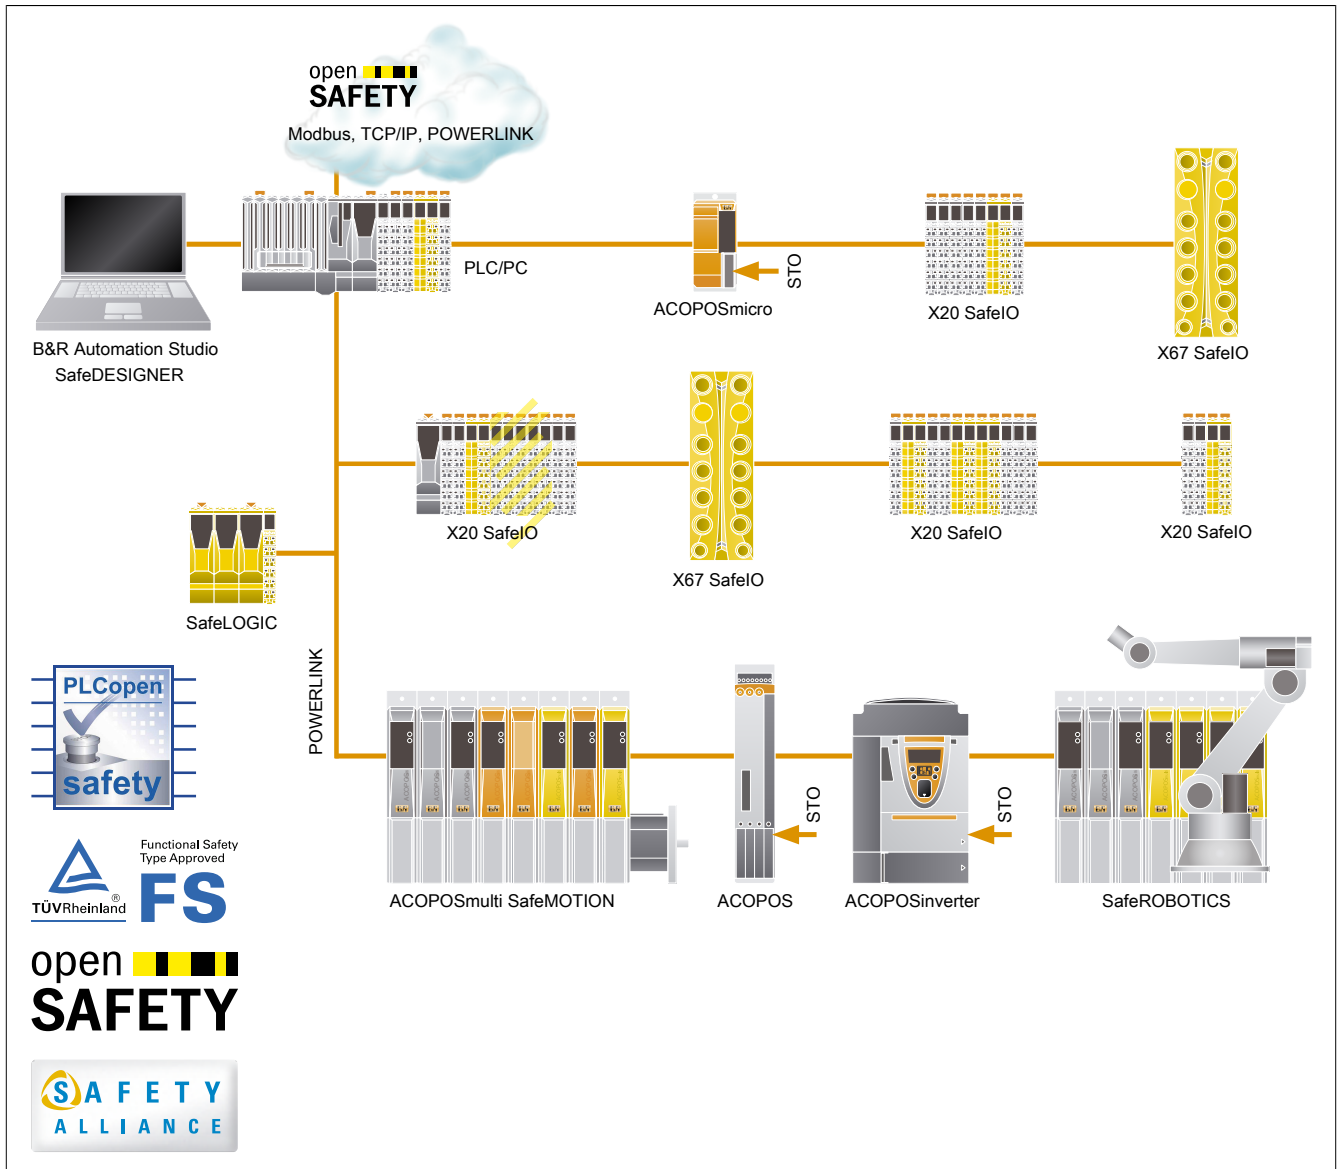 open
SAFETY
Modbus, TCP/IP, POWERLINK
PLC/PC
STO
ACOPOSmicro
X20 SafeIO
X67 SafeIO
B&R Automation Studio
SafeDESIGNER
X20 SafeIO
X67 SafeIO
X20 SafeIO
X20 SafeIO
SafeLOGIC
POWERLINK
STO
STO
ACOPOSmulti SafeMOTION
ACOPOS
ACOPOSinverter
SafeROBOTICS
PLCopen
safety
TÜVRheinland ®
Functional Safety
Type Approved
FS
open
SAFETY
SAFETY
ALLIANCE